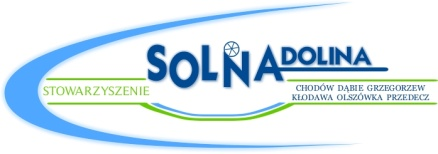 SOLNA DOLINA
STOWARZYSZENIE
CHODÓW DĄBIE GRZEGORZEW
KŁODAWA OLSZÓWKA PRZEDECZ